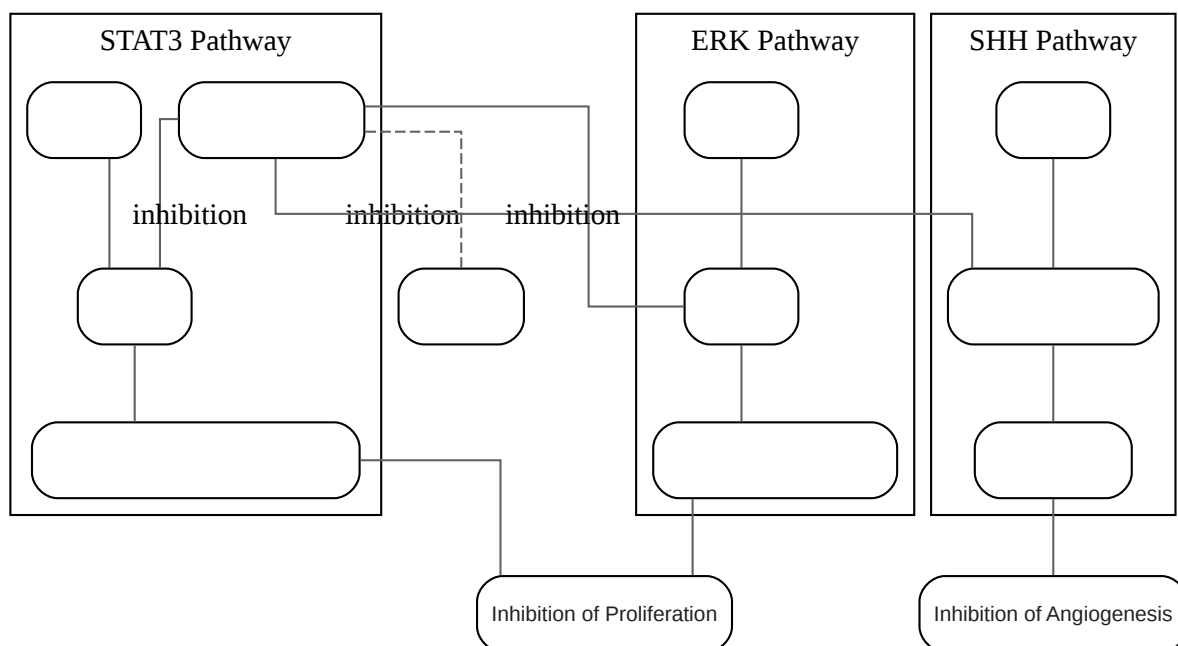 STAT3 Pathway
ERK Pathway
SHH Pathway
inhibition
inhibition
inhibition
Inhibition of Proliferation
Inhibition of Angiogenesis